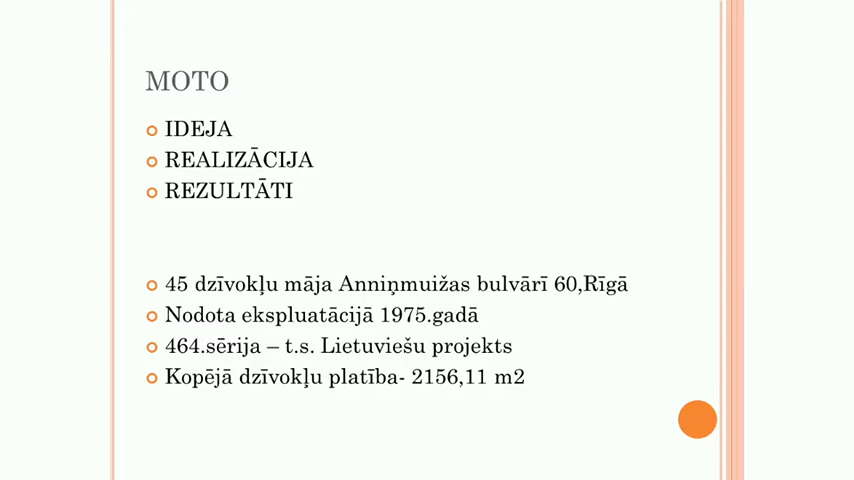 MOTO
IDEJA
REALIZĀCIJA
REZULTĀTI
45 dzīvokļu māja Anniņmuižas bulvārī 60,Rīgā
Nodota ekspluatācijā 1975.gadā
464.sērija – t.s. Lietuviešu projekts
Kopējā dzīvokļu platība- 2156,11 m2